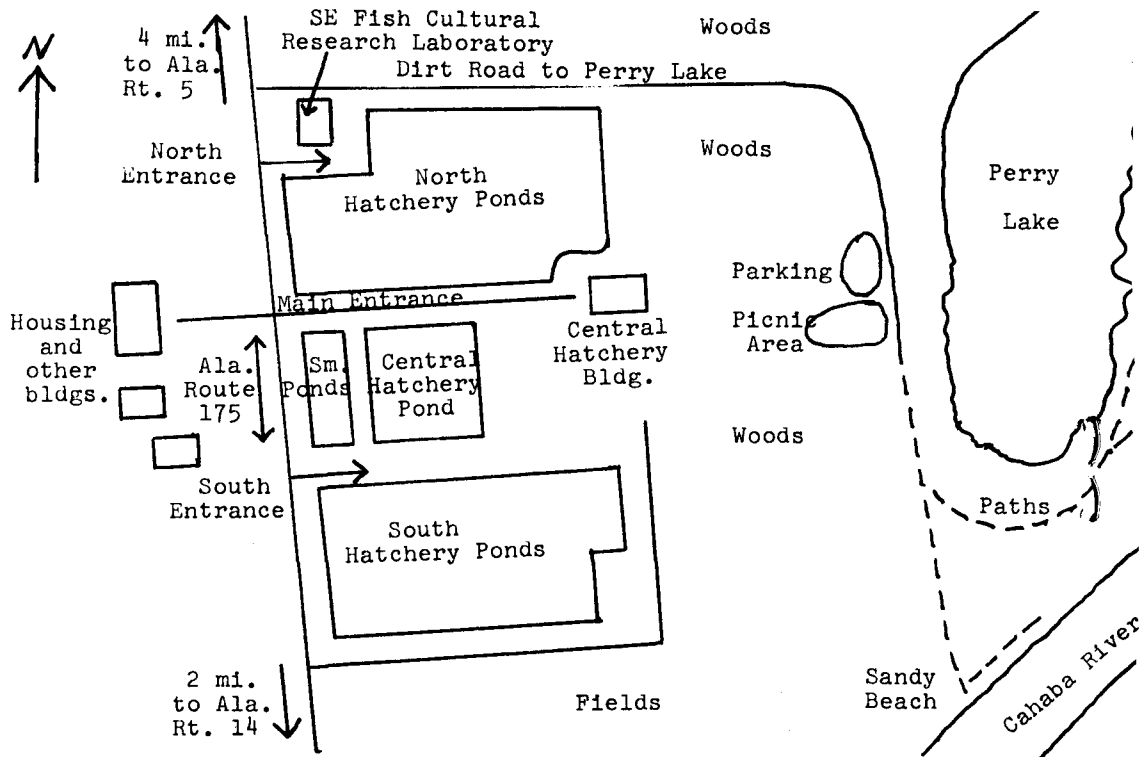 N
4 mi.
to Ala.
Rt. 5
SE Fish Cultural
Research Laboratory
Dirt Road to Perry Lake
Woods
North
Entrance
North
Hatchery Ponds
Woods
Perry
Lake
Parking
Picnic
Area
Main Entrance
Housing
and
other
bldgs.
Ala.
Route
175
Sm.
Ponds
Central
Hatchery
Pond
Central
Hatchery
Bldg.
Woods
South
Entrance
South
Hatchery Ponds
Paths
2 mi.
to Ala.
Rt. 14
Fields
Sandy
Beach
Cahaba River